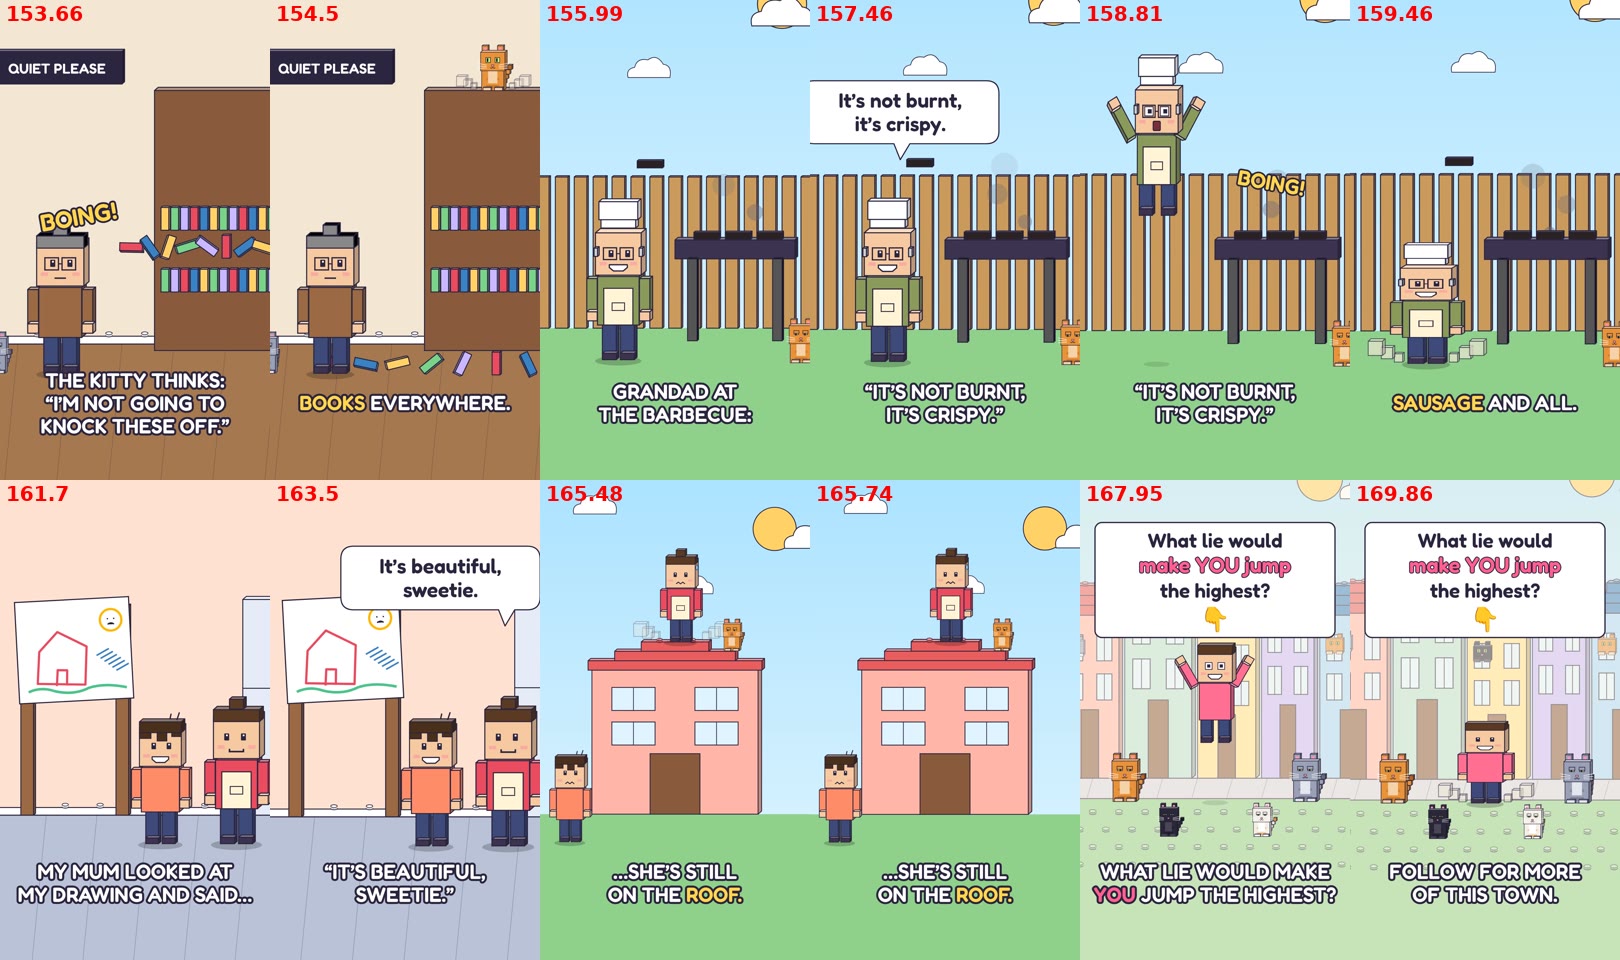 153.66
QUIET PLEASE
BOING!
THE KITTY THINKS:
“I’M NOT GOING TO
KNOCK THESE OFF.”
154.5
QUIET PLEASE
BOOKS EVERYWHERE.
155.99
GRANDAD AT
THE BARBECUE:
157.46
It’s not burnt,
it’s crispy.
“IT’S NOT BURNT,
IT’S CRISPY.”
158.81
BOING!
“IT’S NOT BURNT,
IT’S CRISPY.”
159.46
SAUSAGE AND ALL.
161.7
MY MUM LOOKED AT
MY DRAWING AND SAID...
163.5
It’s beautiful,
sweetie.
“IT’S BEAUTIFUL,
SWEETIE.”
165.48
...SHE’S STILL
ON THE ROOF.
165.74
...SHE’S STILL
ON THE ROOF.
167.95
What lie would
make YOU jump
the highest?
WHAT LIE WOULD MAKE
YOU JUMP THE HIGHEST?
169.86
What lie would
make YOU jump
the highest?
FOLLOW FOR MORE
OF THIS TOWN.